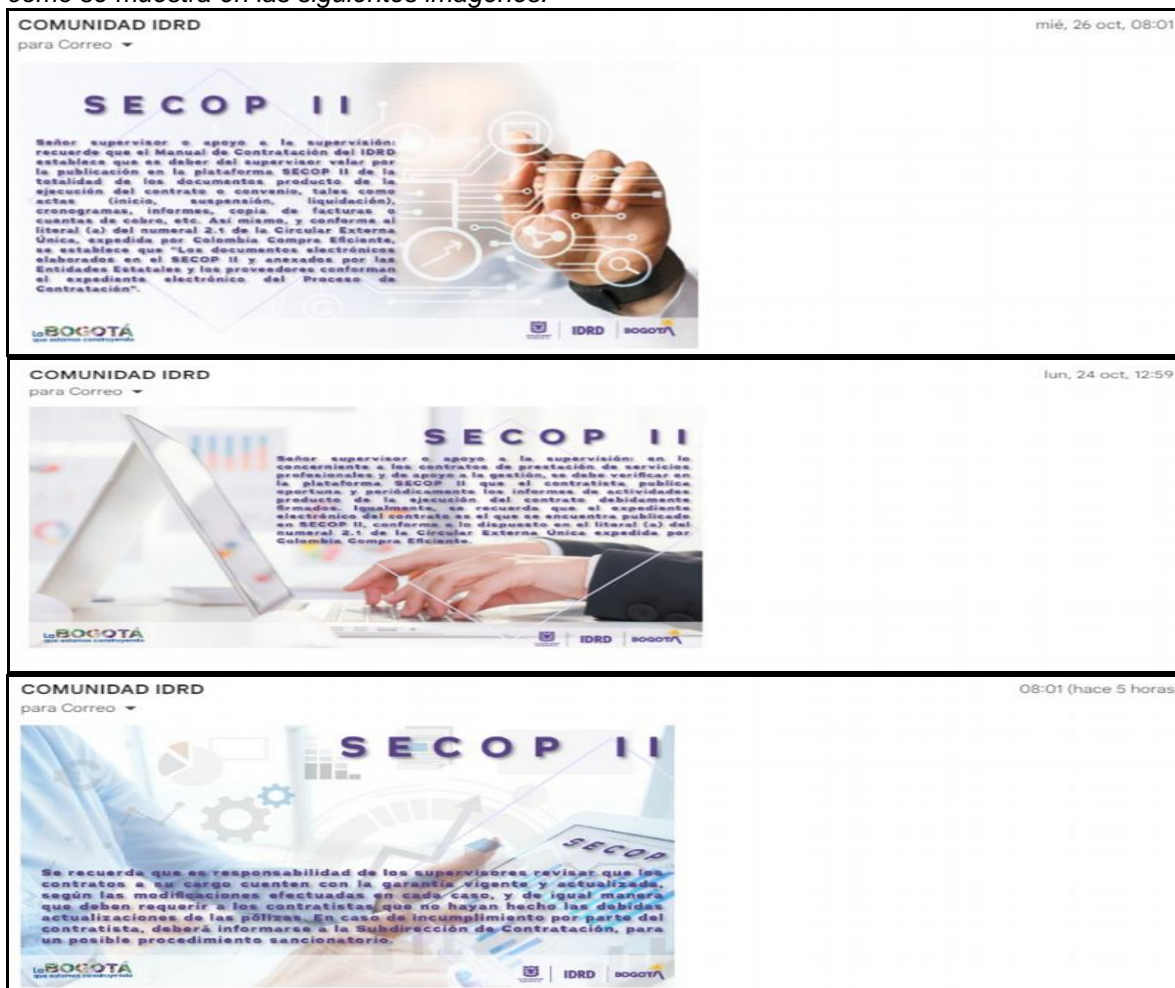 como se muestra en las siguientes imágenes:
COMUNIDAD IDRD
mié, 26 oct, 08:01
para Correo
SECOP II
Señor supervisor o apoyo a la supervisión:
recuerde que el Manual de Contratación del IDRD
establece que es deber del supervisor velar por
la publicación en la plataforma SECOP II de la
totalidad de los documentos producto de la
ejecución del contrato o convenio, tales como
actas (inicio, suspensión, liquidación),
cronogramas, informes, copia de facturas o
cuentas de cobro, etc. Así mismo, y conforme al
literal (a) del numeral 2.1 de la Circular Externa
Única, expedida por Colombia Compra Eficiente,
se establece que "Los documentos electrónicos
elaborados en el SECOP II y anexados por las
Entidades Estatales y los proveedores conforman
el expediente electrónico del Proceso de
Contratación".
La BOGOTÁ
que estamos construyendo
IDRD
BOGOTÁ
COMUNIDAD IDRD
lun, 24 oct, 12:59
para Correo
SECOP II
Señor supervisor o apoyo a la supervisión: en lo
concerniente a los contratos de prestación de servicios
profesionales y de apoyo a la gestión, se debe verificar en
la plataforma SECOP II que el contratista publica
oportuna y periódicamente los informes de actividades
producto de la ejecución del contrato debidamente
firmados. Igualmente, se recuerda que el expediente
electrónico del contrato es el que se encuentra publicado
en SECOP II, conforme a lo dispuesto en el literal (a) del
numeral 2.1 de la Circular Externa Única expedida por
Colombia Compra Eficiente.
La BOGOTÁ
que estamos construyendo
IDRD
BOGOTÁ
COMUNIDAD IDRD
08:01 (hace 5 horas
para Correo
SECOP II
SECOP
Se recuerda que es responsabilidad de los supervisores revisar que los
contratos a su cargo cuenten con la garantía vigente y actualizada,
según las modificaciones efectuadas en cada caso, y de igual manera
que deben requerir a los contratistas que no hayan hecho las debidas
actualizaciones de las pólizas. En caso de incumplimiento por parte del
contratista, deberá informarse a la Subdirección de Contratación, para
un posible procedimiento sancionatorio.
La BOGOTÁ
que estamos construyendo
IDRD
BOGOTÁ